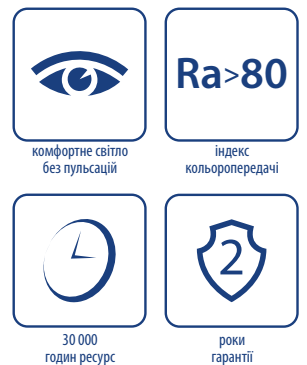 Ra>80
комфортне світло
без пульсацій
індекс
кольоропередачі
2
30 000
годин ресурс
роки
гарантії